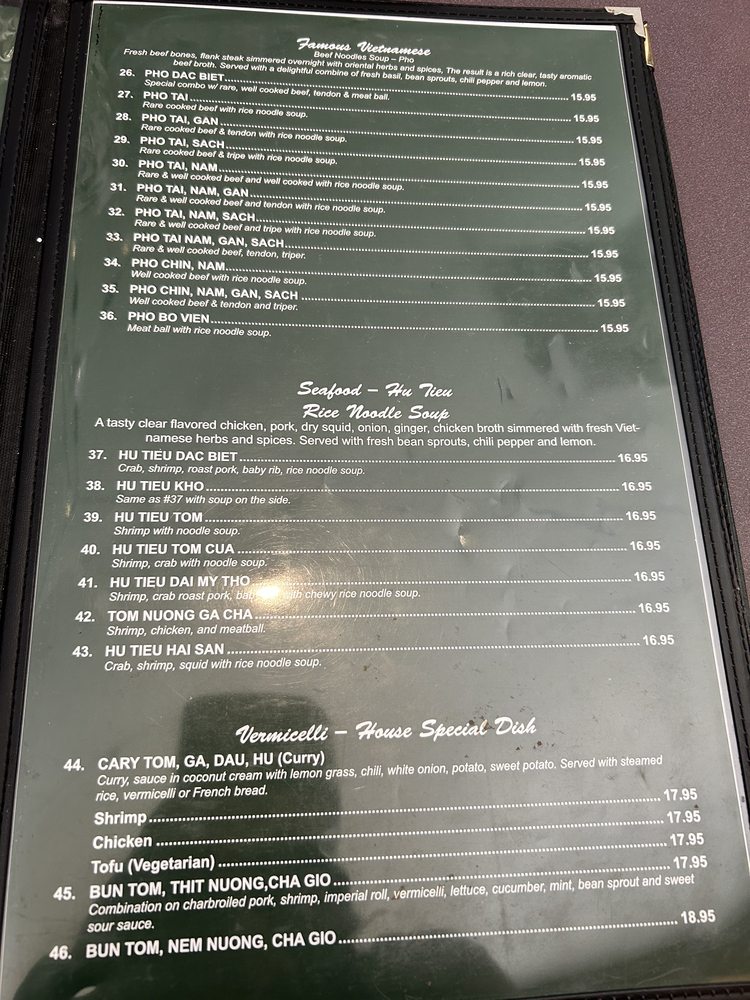 Famous Vietnamese
Beef Noodles Soup – Pho
Fresh beef bones, flank steak simmered overnight with oriental herbs and spices, The result is a rich clear, tasty aromatic
beef broth. Served with a delightful combine of fresh basil, bean sprouts, chili pepper and lemon.
26. PHO DAC BIET 15.95
Special combo w/ rare, well cooked beef, tendon & meat ball.
27. PHO TAI 15.95
Rare cooked beef with rice noodle soup.
28. PHO TAI, GAN 15.95
Rare cooked beef & tendon with rice noodle soup.
29. PHO TAI, SACH 15.95
Rare cooked beef & tripe with rice noodle soup.
30. PHO TAI, NAM 15.95
Rare & well cooked beef and well cooked with rice noodle soup.
31. PHO TAI, NAM, GAN 15.95
Rare & well cooked beef and tendon with rice noodle soup.
32. PHO TAI, NAM, SACH 15.95
Rare & well cooked beef and tripe with rice noodle soup.
33. PHO TAI NAM, GAN, SACH 15.95
Rare & well cooked beef, tendon, triper.
34. PHO CHIN, NAM 15.95
Well cooked beef with rice noodle soup.
35. PHO CHIN, NAM, GAN, SACH 15.95
Well cooked beef & tendon and triper.
36. PHO BO VIEN 15.95
Meat ball with rice noodle soup.
Seafood – Hu Tieu
Rice Noodle Soup
A tasty clear flavored chicken, pork, dry squid, onion, ginger, chicken broth simmered with fresh Viet-
namese herbs and spices. Served with fresh bean sprouts, chili pepper and lemon.
37. HU TIEU DAC BIET 16.95
Crab, shrimp, roast pork, baby rib, rice noodle soup.
38. HU TIEU KHO 16.95
Same as #37 with soup on the side.
39. HU TIEU TOM 16.95
Shrimp with noodle soup.
40. HU TIEU TOM CUA 16.95
Shrimp, crab with noodle soup.
41. HU TIEU DAI MY THO 16.95
Shrimp, crab roast pork, with chewy rice noodle soup.
42. TOM NUONG GA CHA 16.95
Shrimp, chicken, and meatball.
43. HU TIEU HAI SAN 16.95
Crab, shrimp, squid with rice noodle soup.
Vermicelli – House Special Dish
44. CARY TOM, GA, DAU, HU (Curry)
Curry, sauce in coconut cream with lemon grass, chili, white onion, potato, sweet potato. Served with steamed
rice, vermicelli or French bread.
Shrimp 17.95
Chicken 17.95
Tofu (Vegetarian) 17.95
45. BUN TOM, THIT NUONG,CHA GIO 17.95
Combination on charbroiled pork, shrimp, imperial roll, vermicelli, lettuce, cucumber, mint, bean sprout and sweet
sour sauce.
46. BUN TOM, NEM NUONG, CHA GIO 18.95